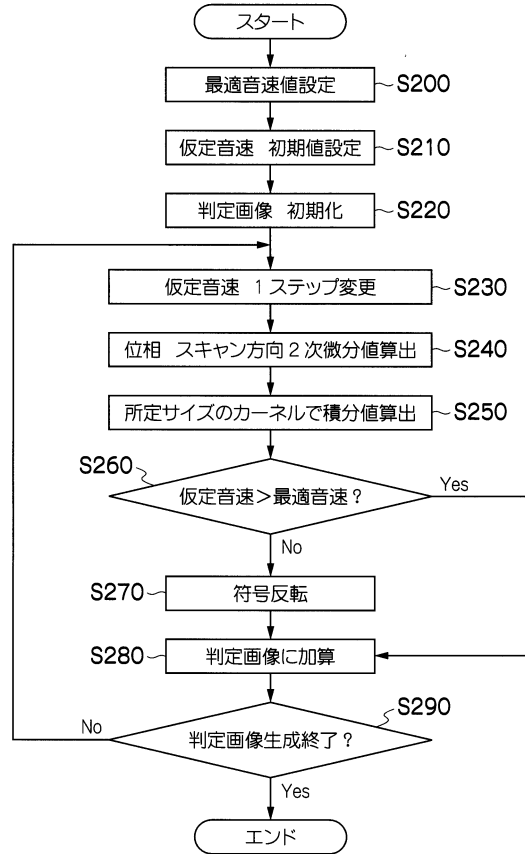 スタート
最適音速値設定 S200
仮定音速 初期値設定 S210
判定画像 初期化 S220
仮定音速 1ステップ変更 S230
位相 スキャン方向2次微分値算出 S240
所定サイズのカーネルで積分値算出 S250
S260
仮定音速>最適音速? Yes
No
S270 符号反転
S280 判定画像に加算
S290
No 判定画像生成終了?
Yes
エンド